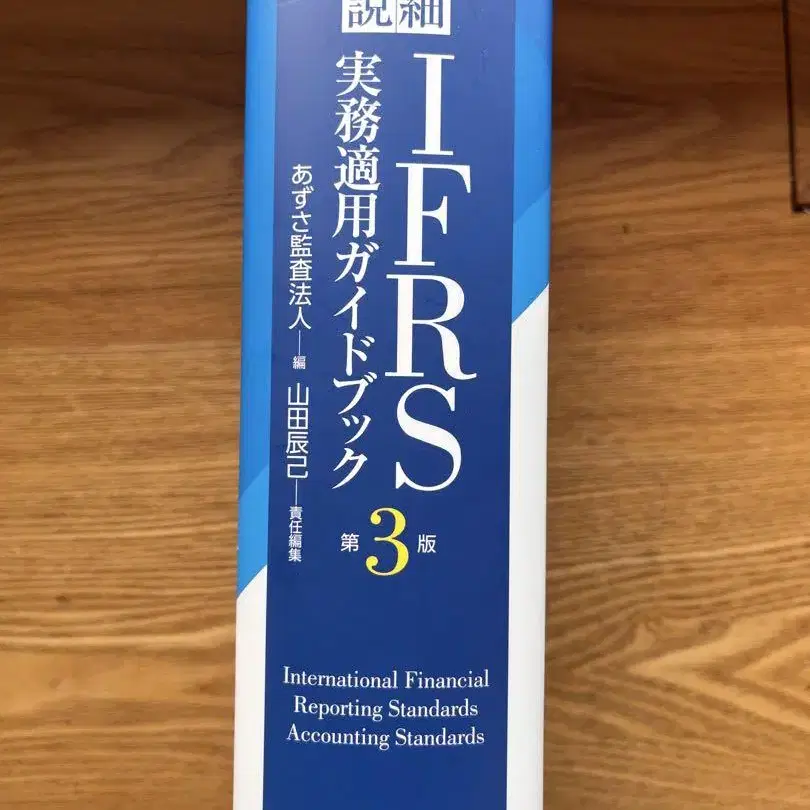 細
説
IFRS
実務適用ガイドブック
第3版
あずさ監査法人―編
山田辰己―責任編集
International Financial
Reporting Standards
Accounting Standards